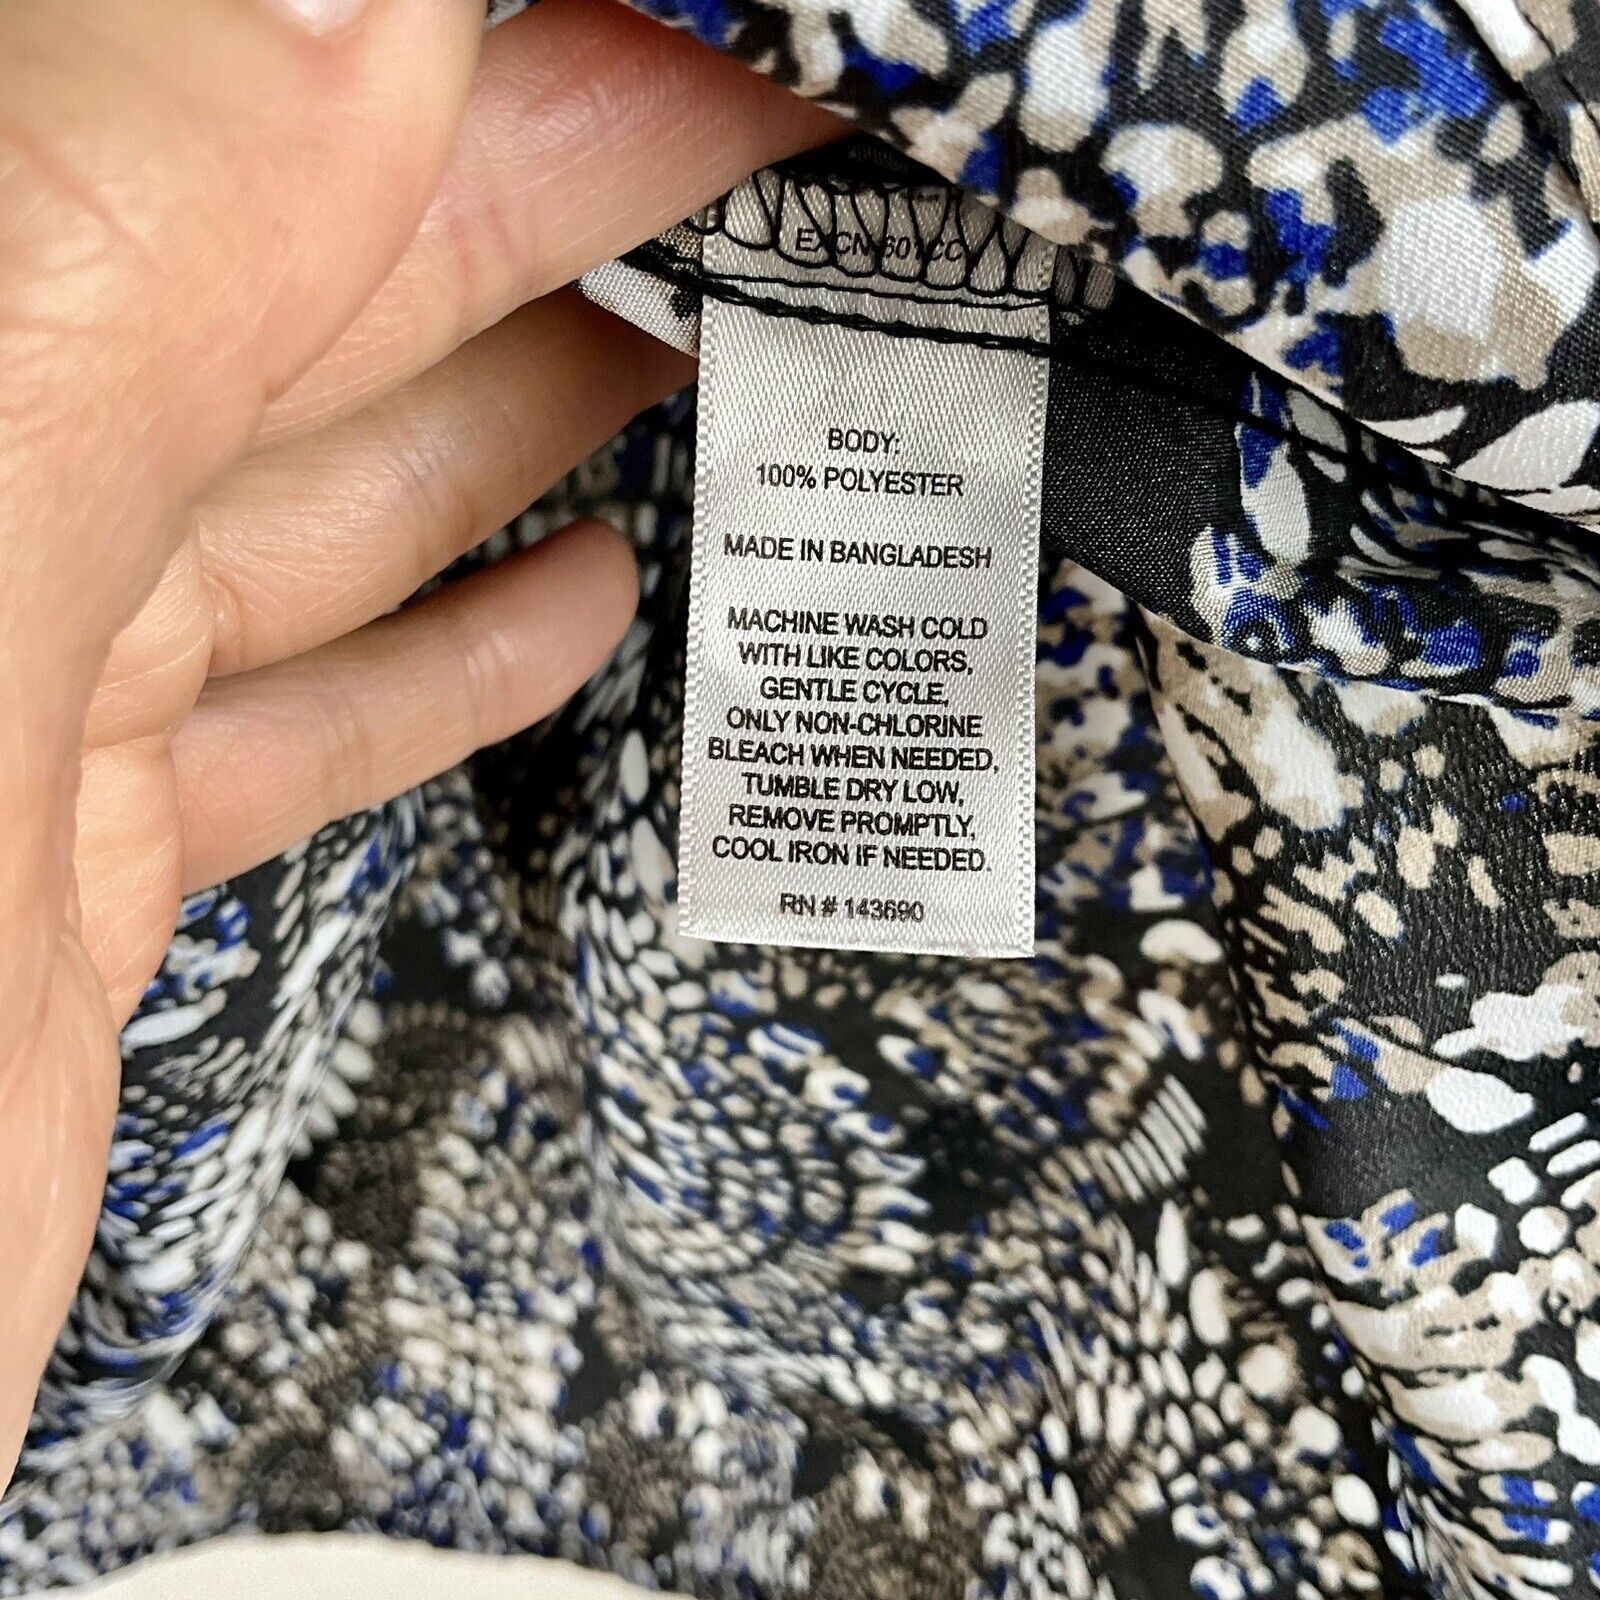 BODY:
100% POLYESTER
MADE IN BANGLADESH
MACHINE WASH COLD
WITH LIKE COLORS,
GENTLE CYCLE,
ONLY NON-CHLORINE
BLEACH WHEN NEEDED,
TUMBLE DRY LOW,
REMOVE PROMPTLY,
COOL IRON IF NEEDED.
RN # 143690